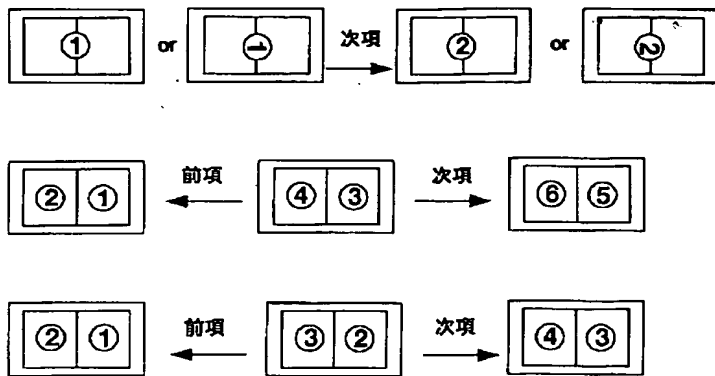 ① or ① 次項 ② or ②
② ① 前項 ④ ③ 次項 ⑥ ⑤
② ① 前項 ③ ② 次項 ④ ③